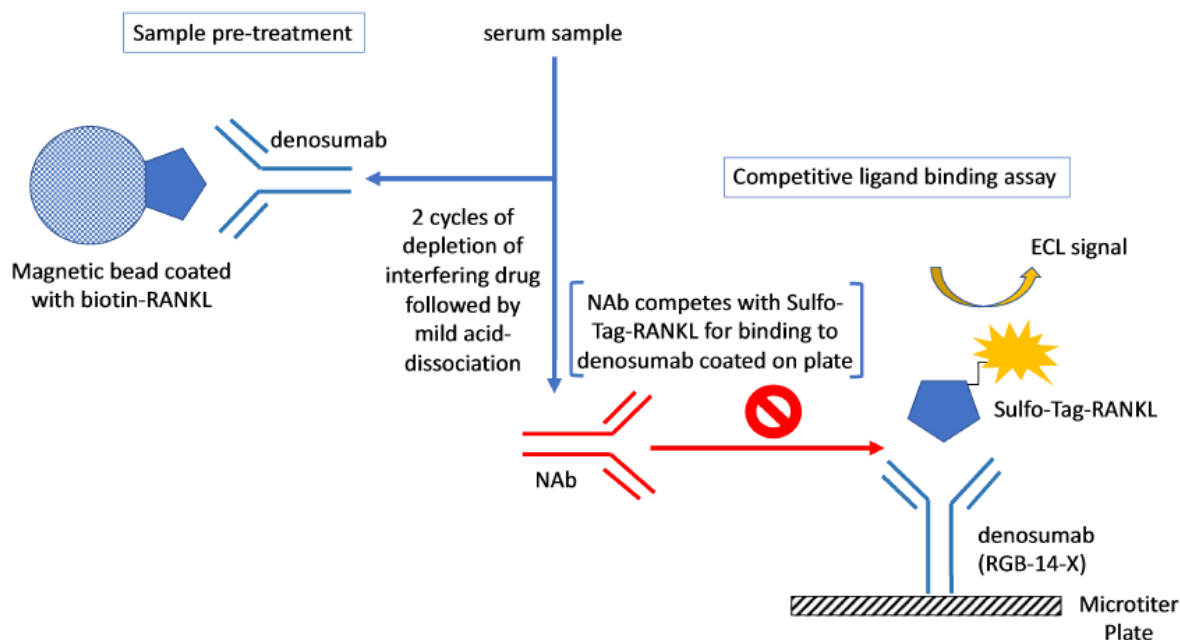 Sample pre-treatment
serum sample
denosumab
Magnetic bead coated
with biotin-RANKL
2 cycles of
depletion of
interfering drug
followed by
mild acid-
dissociation
Competitive ligand binding assay
ECL signal
NAb competes with Sulfo-
Tag-RANKL for binding to
denosumab coated on plate
Sulfo-Tag-RANKL
NAb
denosumab
(RGB-14-X)
Microtiter
Plate